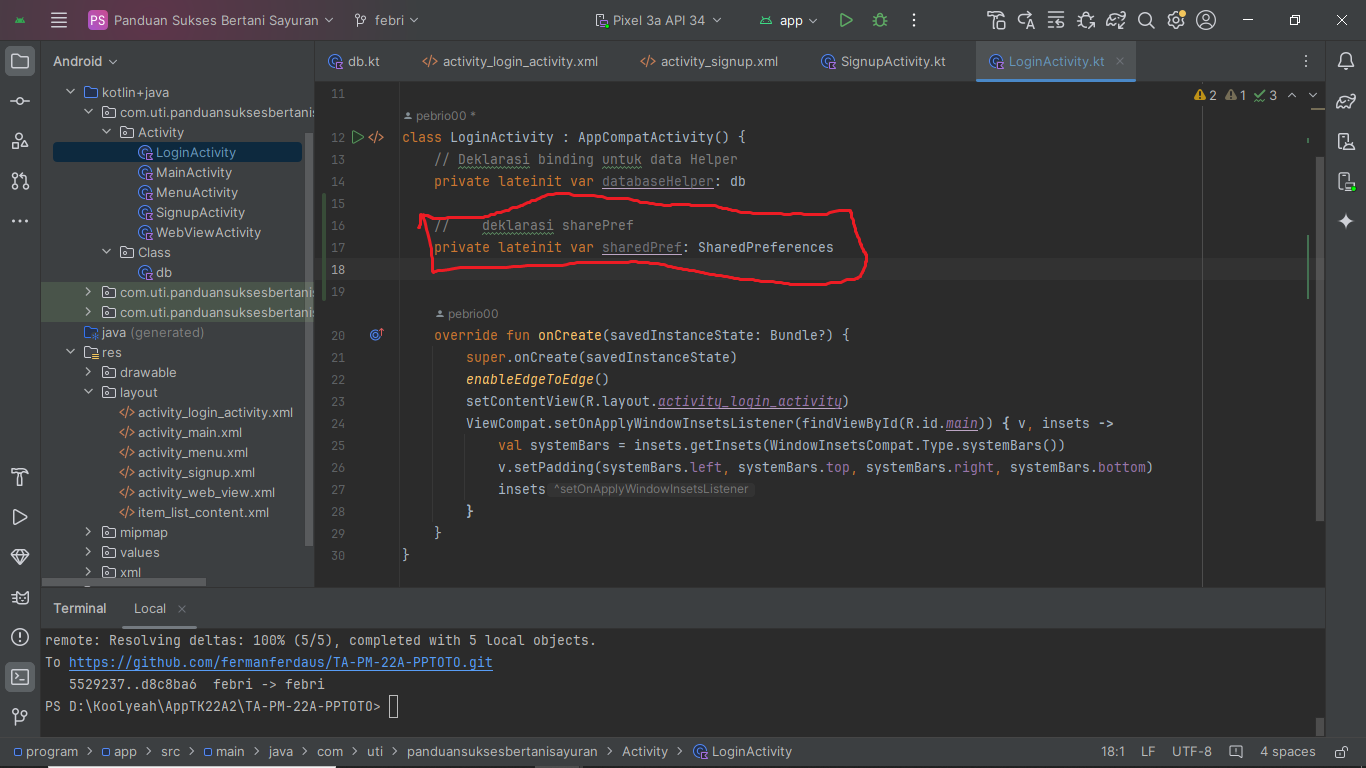 PS Panduan Sukses Bertani Sayuran febri Pixel 3a API 34 app
Android
db.kt activity_login_activity.xml activity_signup.xml SignupActivity.kt LoginActivity.kt
kotlin+java
com.uti.panduansuksesbertanis
Activity
LoginActivity
MainActivity
MenuActivity
SignupActivity
WebViewActivity
Class
db
com.uti.panduansuksesbertanis
com.uti.panduansuksesbertanis
java (generated)
res
drawable
layout
activity_login_activity.xml
activity_main.xml
activity_menu.xml
activity_signup.xml
activity_web_view.xml
item_list_content.xml
mipmap
values
xml
2 1 3
11
pebrio00 *
12 class LoginActivity : AppCompatActivity() {
13 // Deklarasi binding untuk data Helper
14 private lateinit var databaseHelper: db
15
16 // deklarasi sharePref
17 private lateinit var sharedPref: SharedPreferences
18
19
pebrio00
20 override fun onCreate(savedInstanceState: Bundle?) {
21 super.onCreate(savedInstanceState)
22 enableEdgeToEdge()
23 setContentView(R.layout.activity_login_activity)
24 ViewCompat.setOnApplyWindowInsetsListener(findViewById(R.id.main)) { v, insets ->
25 val systemBars = insets.getInsets(WindowInsetsCompat.Type.systemBars())
26 v.setPadding(systemBars.left, systemBars.top, systemBars.right, systemBars.bottom)
27 insets ^setOnApplyWindowInsetsListener
28 }
29 }
30 }
Terminal Local
remote: Resolving deltas: 100% (5/5), completed with 5 local objects.
To https://github.com/fermanferdaus/TA-PM-22A-PPTOTO.git
5529237..d8c8ba6 febri -> febri
PS D:\Koolyeah\AppTK22A2\TA-PM-22A-PPTOTO>
program > app > src > main > java > com > uti > panduansuksesbertanisayuran > Activity > LoginActivity 18:1 LF UTF-8 4 spaces